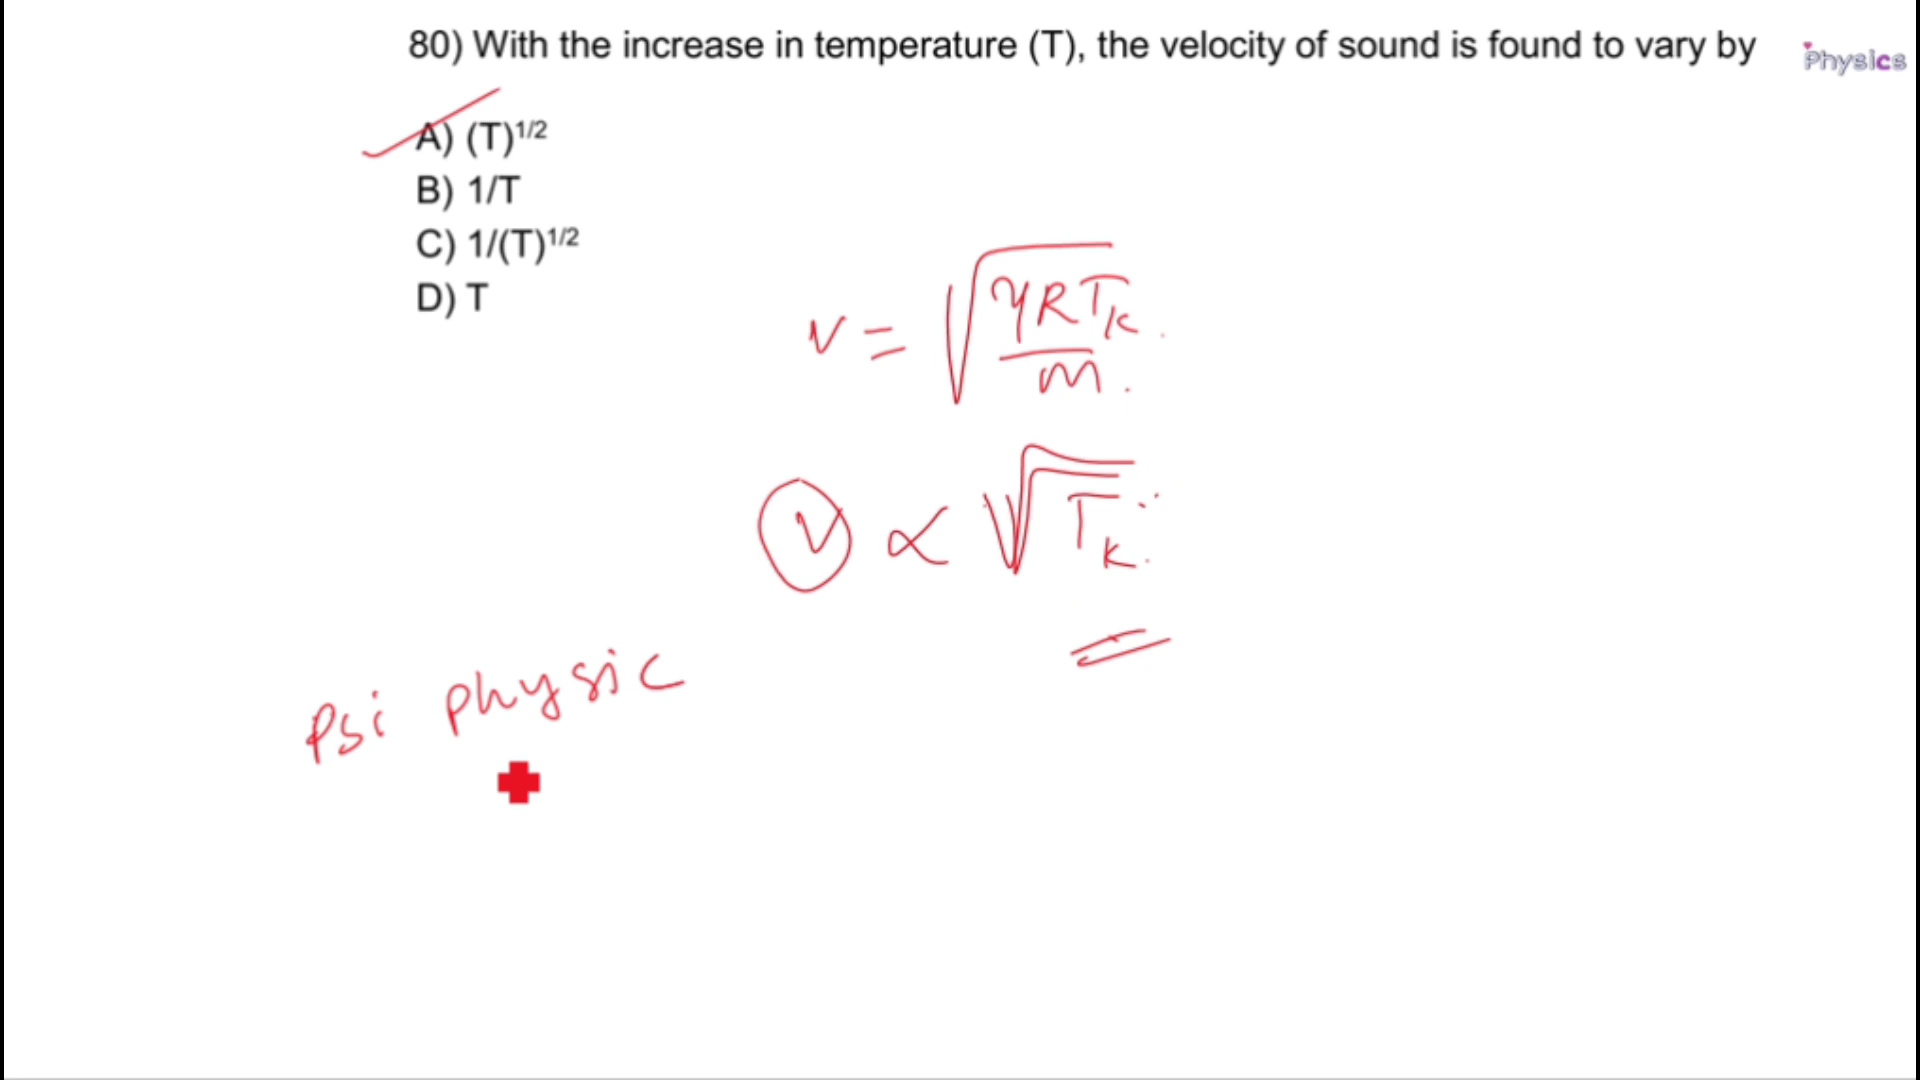 80) With the increase in temperature (T), the velocity of sound is found to vary by
Physics
A) (T)^1/2
B) 1/T
C) 1/(T)^1/2
D) T
v = √(γRT_K / m)
v ∝ √T_K
Psi physic